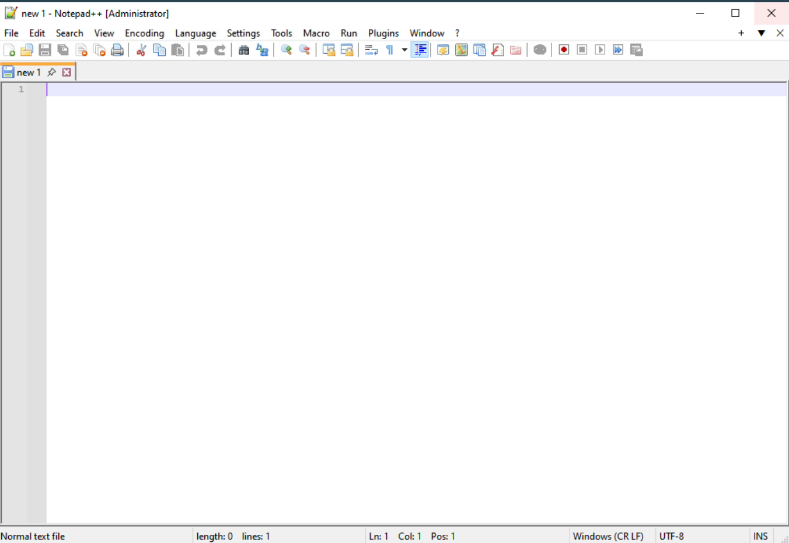 new 1 - Notepad++ [Administrator]
File Edit Search View Encoding Language Settings Tools Macro Run Plugins Window ?
new 1
1
Normal text file length: 0 lines: 1 Ln: 1 Col: 1 Pos: 1 Windows (CR LF) UTF-8 INS